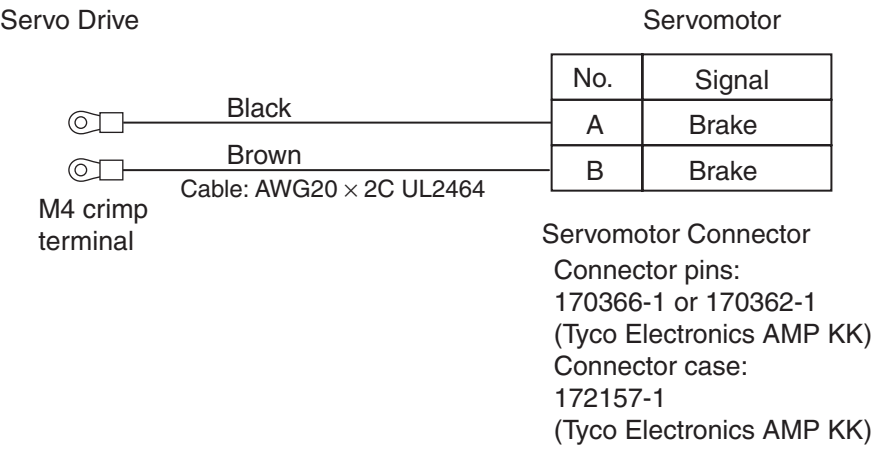 Servo Drive
Servomotor
No. Signal
Black
A Brake
Brown
B Brake
Cable: AWG20 × 2C UL2464
M4 crimp
terminal
Servomotor Connector
Connector pins:
170366-1 or 170362-1
(Tyco Electronics AMP KK)
Connector case:
172157-1
(Tyco Electronics AMP KK)